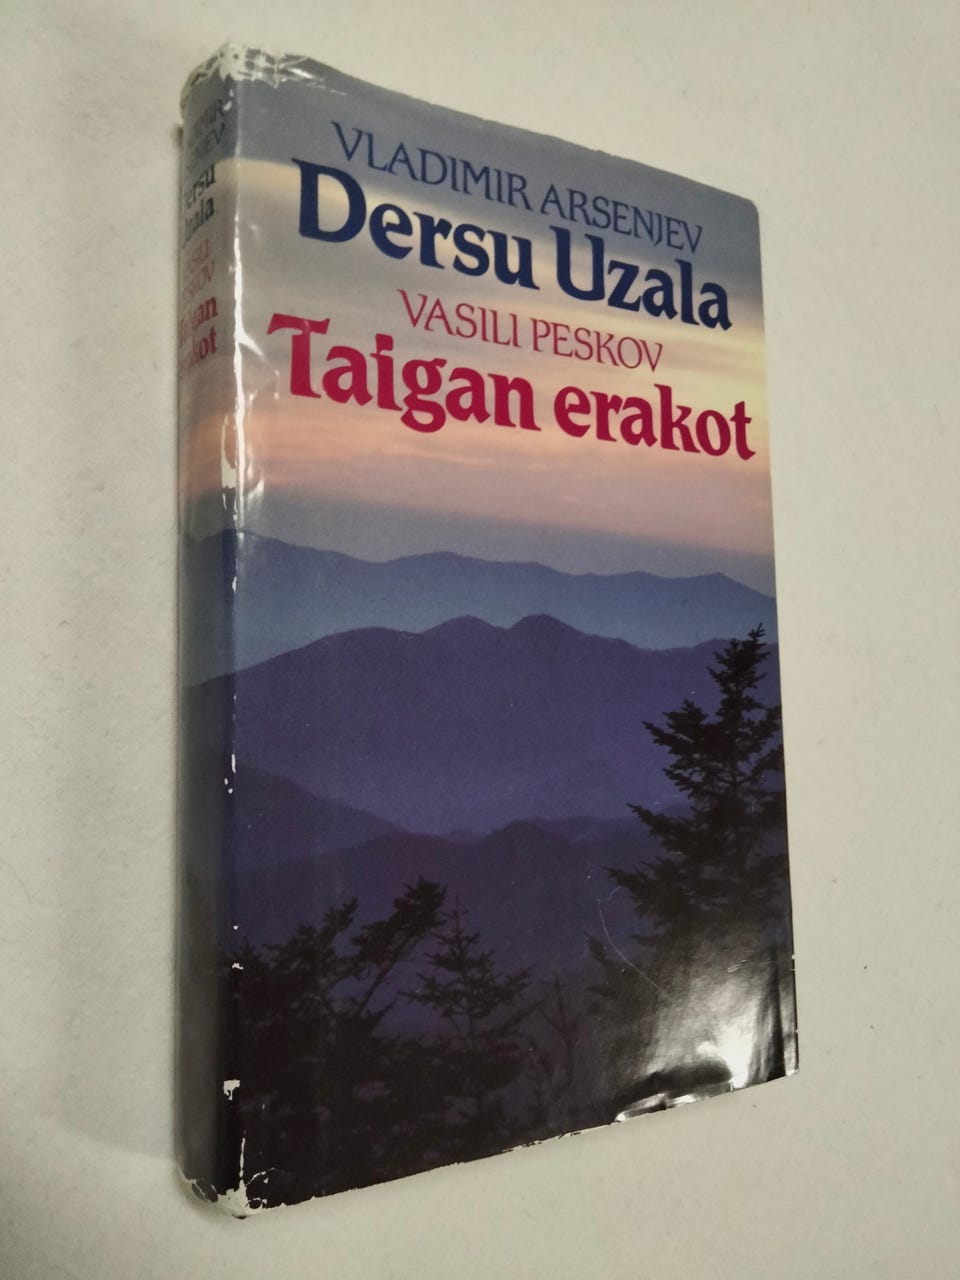 VLADIMIR ARSENJEV
Dersu Uzala
VASILI PESKOV
Taigan erakot